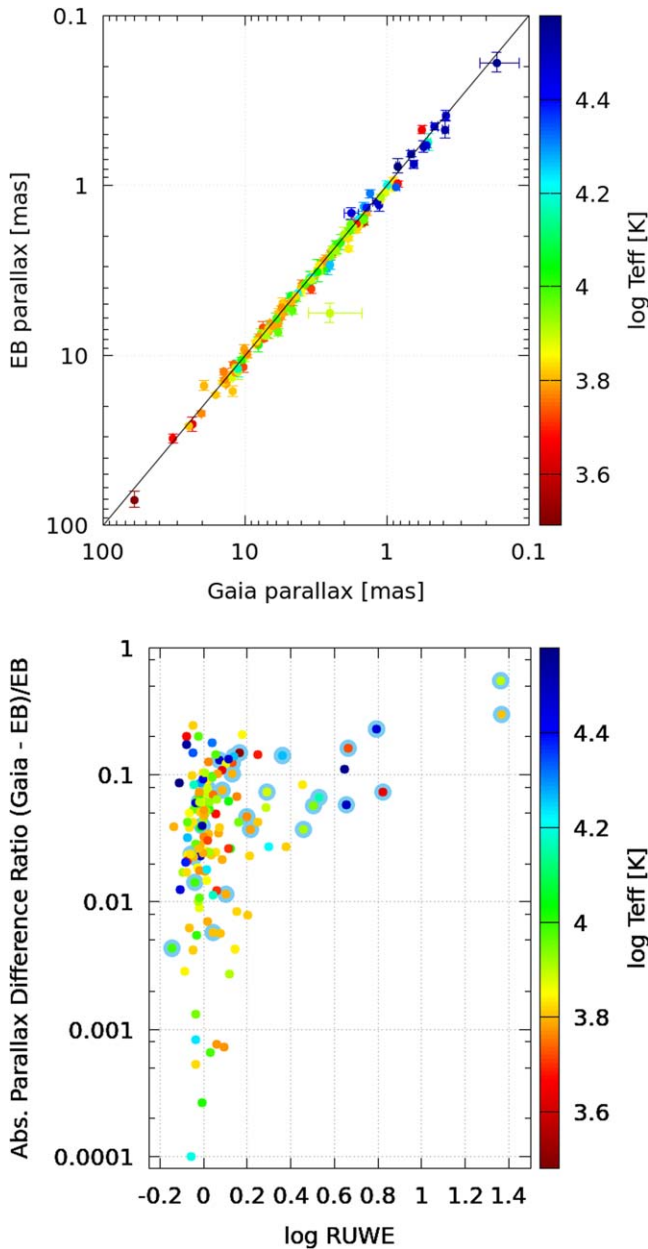 0.1
1
10
100
EB parallax [mas]
100 10 1 0.1
Gaia parallax [mas]
4.4
4.2
4
3.8
3.6
log Teff [K]
1
0.1
0.01
0.001
0.0001
Abs. Parallax Difference Ratio (Gaia - EB)/EB
-0.2 0 0.2 0.4 0.6 0.8 1 1.2 1.4
log RUWE
4.4
4.2
4
3.8
3.6
log Teff [K]